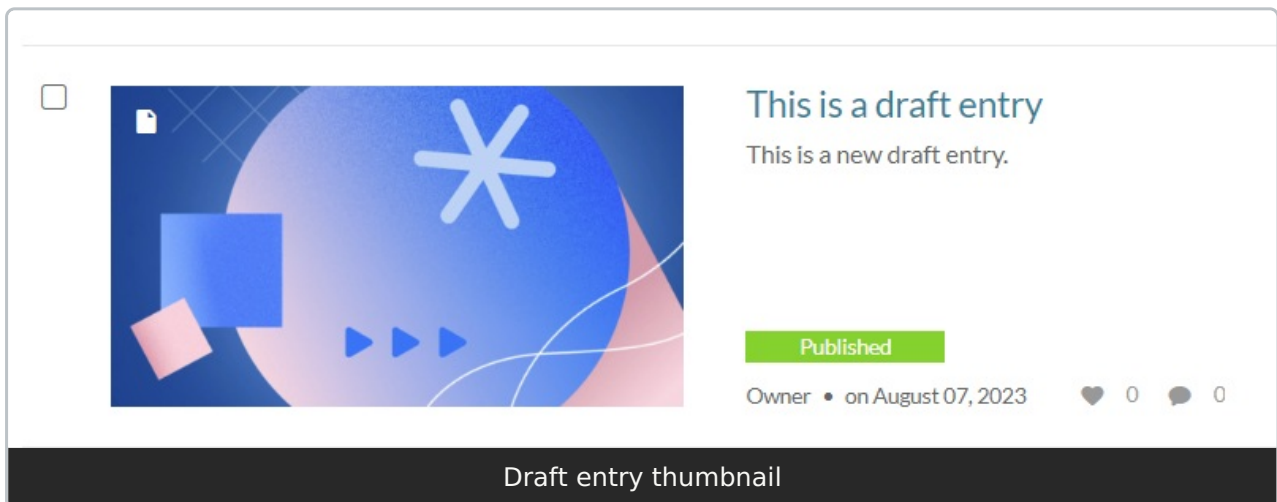 This is a draft entry
This is a new draft entry.
Published
Owner • on August 07, 2023 0 0
Draft entry thumbnail